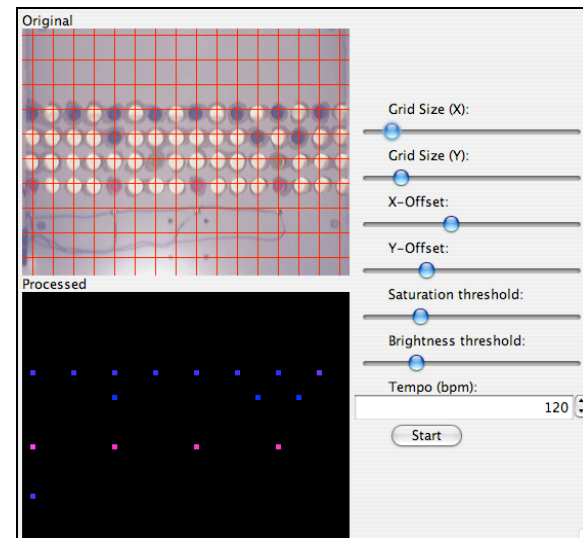 Original
Grid Size (X):
Grid Size (Y):
X-Offset:
Y-Offset:
Processed
Saturation threshold:
Brightness threshold:
Tempo (bpm):
120
Start